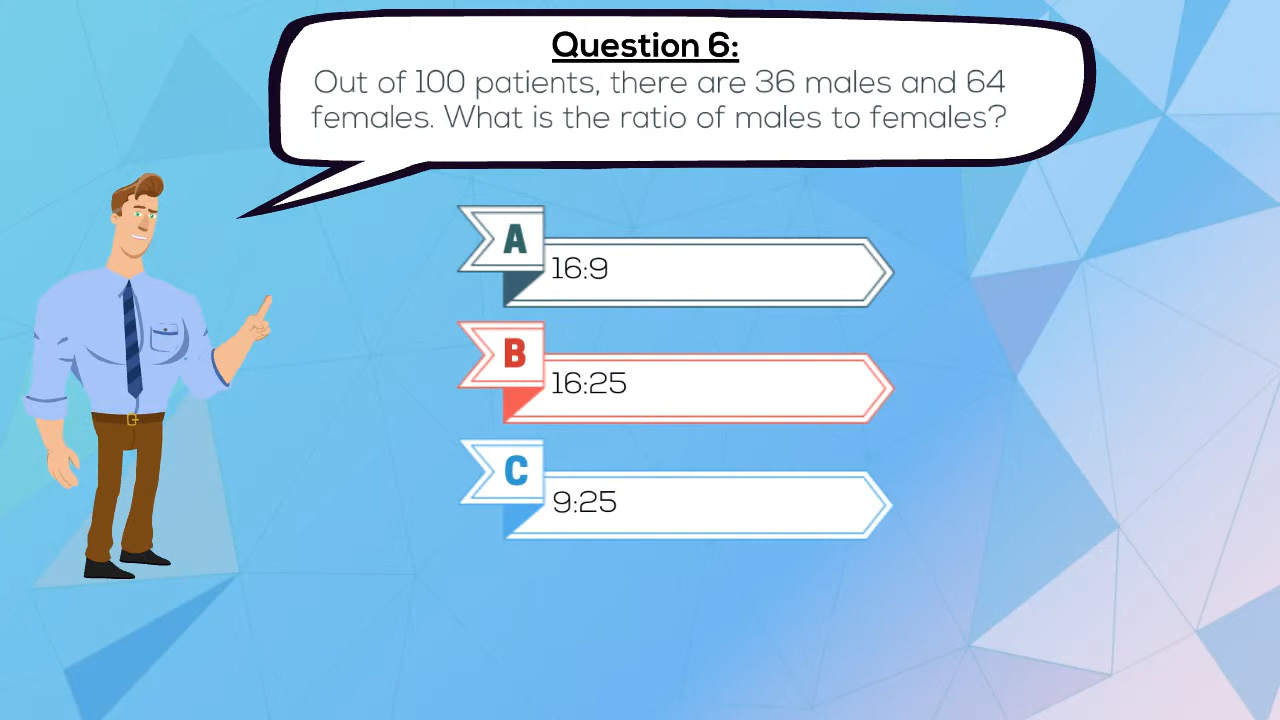 Question 6:
Out of 100 patients, there are 36 males and 64
females. What is the ratio of males to females?
A
16:9
B
16:25
C
9:25